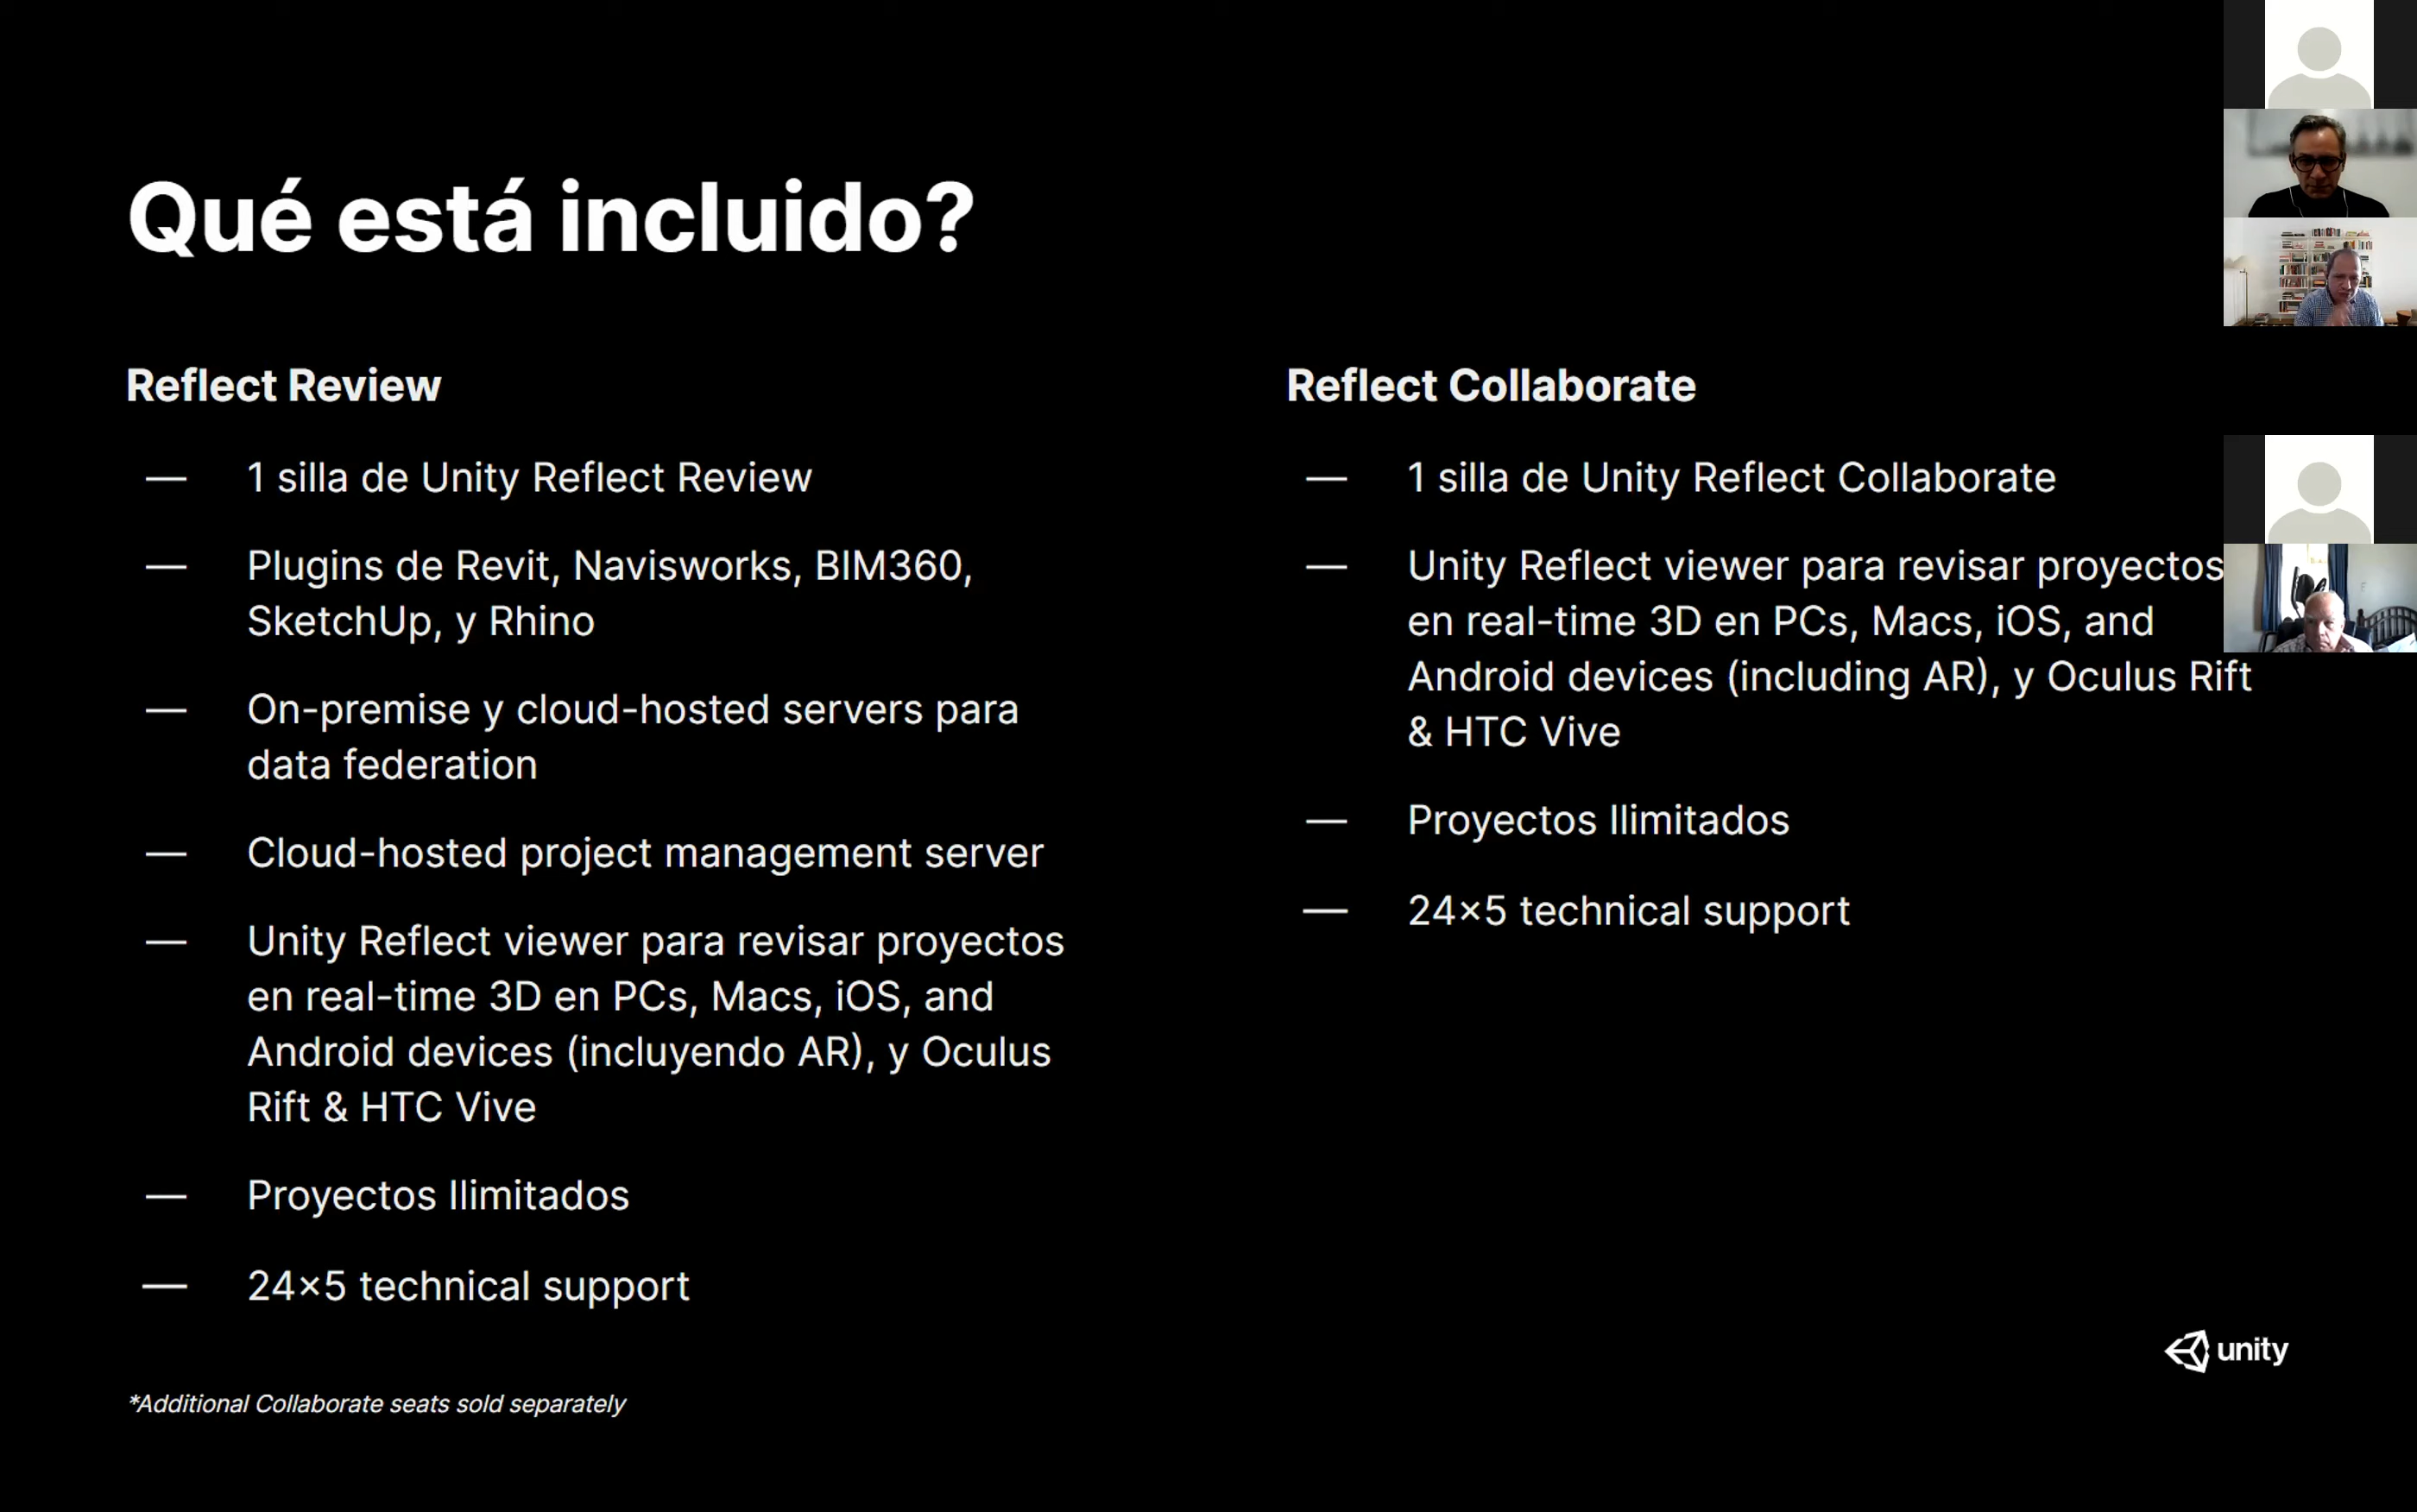 Qué está incluido?
Reflect Review
— 1 silla de Unity Reflect Review
— Plugins de Revit, Navisworks, BIM360,
SketchUp, y Rhino
— On-premise y cloud-hosted servers para
data federation
— Cloud-hosted project management server
— Unity Reflect viewer para revisar proyectos
en real-time 3D en PCs, Macs, iOS, and
Android devices (incluyendo AR), y Oculus
Rift & HTC Vive
— Proyectos Ilimitados
— 24×5 technical support
Reflect Collaborate
— 1 silla de Unity Reflect Collaborate
— Unity Reflect viewer para revisar proyectos
en real-time 3D en PCs, Macs, iOS, and
Android devices (including AR), y Oculus Rift
& HTC Vive
— Proyectos Ilimitados
— 24×5 technical support
*Additional Collaborate seats sold separately
unity